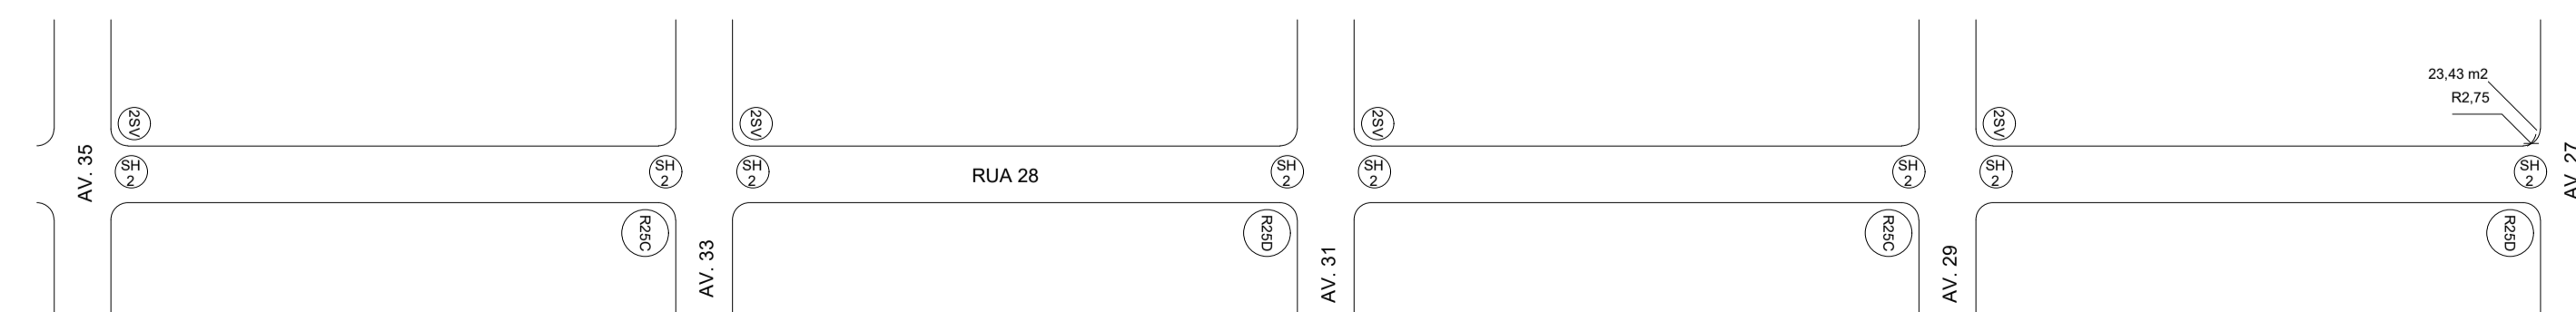 23,43 m2
R2,75
2SV
2SV
2SV
2SV
AV. 35
SH
2
SH
2
SH
2
RUA 28
SH
2
SH
2
SH
2
SH
2
SH
2
AV. 27
R25C
AV. 33
R25D
AV. 31
R25C
AV. 29
R25D